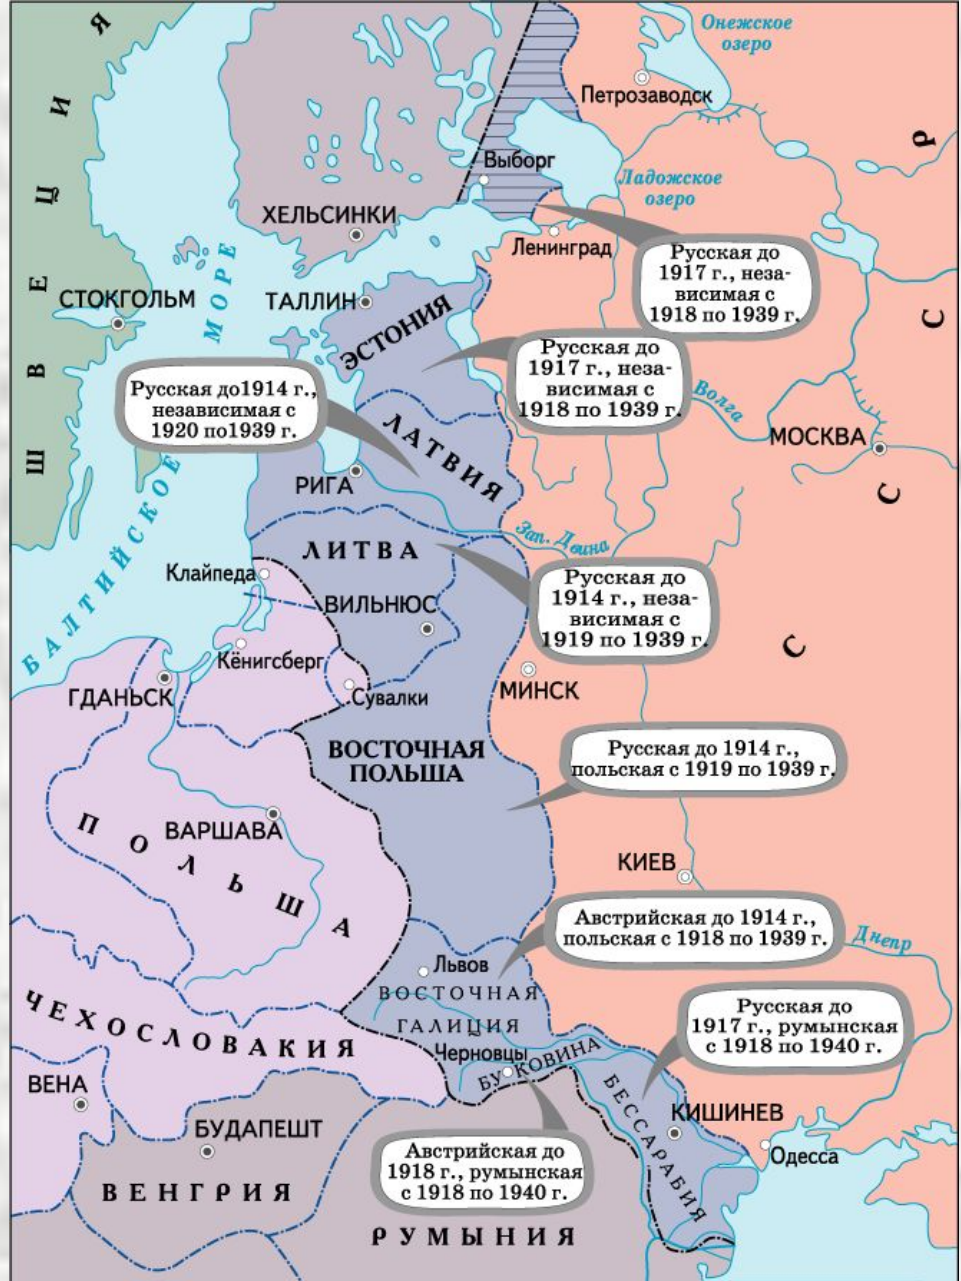 Онежское
озеро
Петрозаводск
Выборг
Ладожское
озеро
Ленинград
ХЕЛЬСИНКИ
Русская до
1917 г., неза-
висимая с
1918 по 1939 г.
ШВЕЦИЯ
СТОКГОЛЬМ
БАЛТИЙСКОЕ МОРЕ
ТАЛЛИН
ЭСТОНИЯ
Русская до
1917 г., неза-
висимая с
1918 по 1939 г.
Русская до1914 г.,
независимая с
1920 по1939 г.
Волга
МОСКВА
СССР
ЛАТВИЯ
РИГА
Зап. Двина
ЛИТВА
Клайпеда
ВИЛЬНЮС
Русская до
1914 г., неза-
висимая с
1919 по 1939 г.
Кёнигсберг
ГДАНЬСК
Сувалки
МИНСК
ВОСТОЧНАЯ
ПОЛЬША
Русская до 1914 г.,
польская с 1919 по 1939 г.
ПОЛЬША
ВАРШАВА
КИЕВ
Австрийская до 1914 г.,
польская с 1918 по 1939 г.
Днепр
Львов
ВОСТОЧНАЯ
ГАЛИЦИЯ
ЧЕХОСЛОВАКИЯ
Черновцы
БУКОВИНА
Русская до
1917 г., румынская
с 1918 по 1940 г.
ВЕНА
БУДАПЕШТ
БЕССАРАБИЯ
КИШИНЕВ
Одесса
Австрийская до
1918 г., румынская
с 1918 по 1940 г.
ВЕНГРИЯ
РУМЫНИЯ